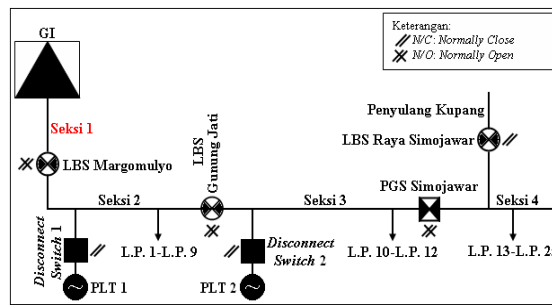 GI
Keterangan:
N/C: Normally Close
N/O: Normally Open
Seksi 1
Penyulang Kupang
LBS Raya Simojawar
LBS Margomulyo
LBS
Gunung Jati
PGS Simojawar
Seksi 2
Seksi 3
Seksi 4
Disconnect
Switch 1
L.P. 1-L.P. 9
Disconnect
Switch 2
L.P. 10-L.P. 12
L.P. 13-L.P. 2
PLT 1
PLT 2